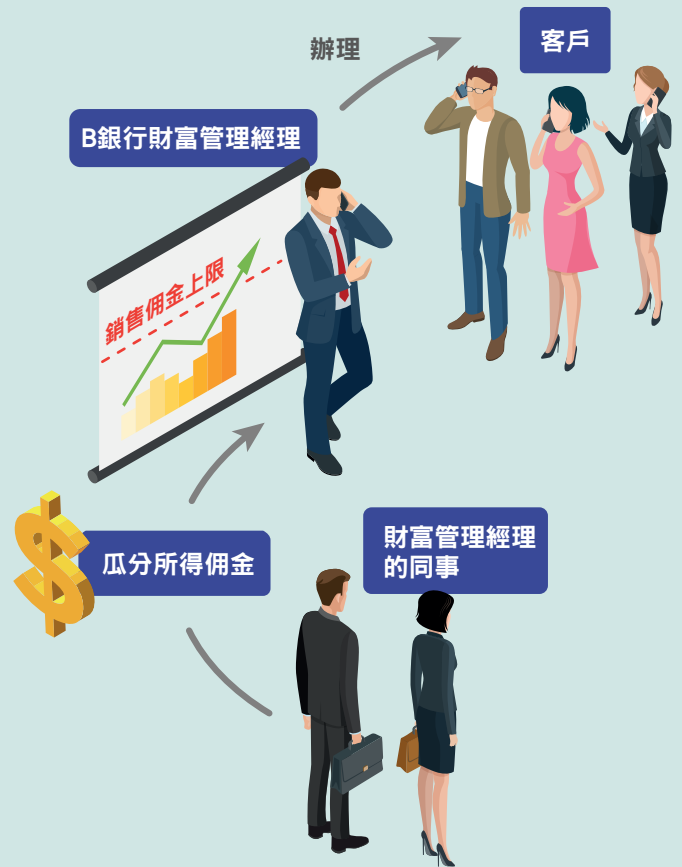 辦理
客戶
B銀行財富管理經理
銷售佣金上限
瓜分所得佣金
財富管理經理
的同事